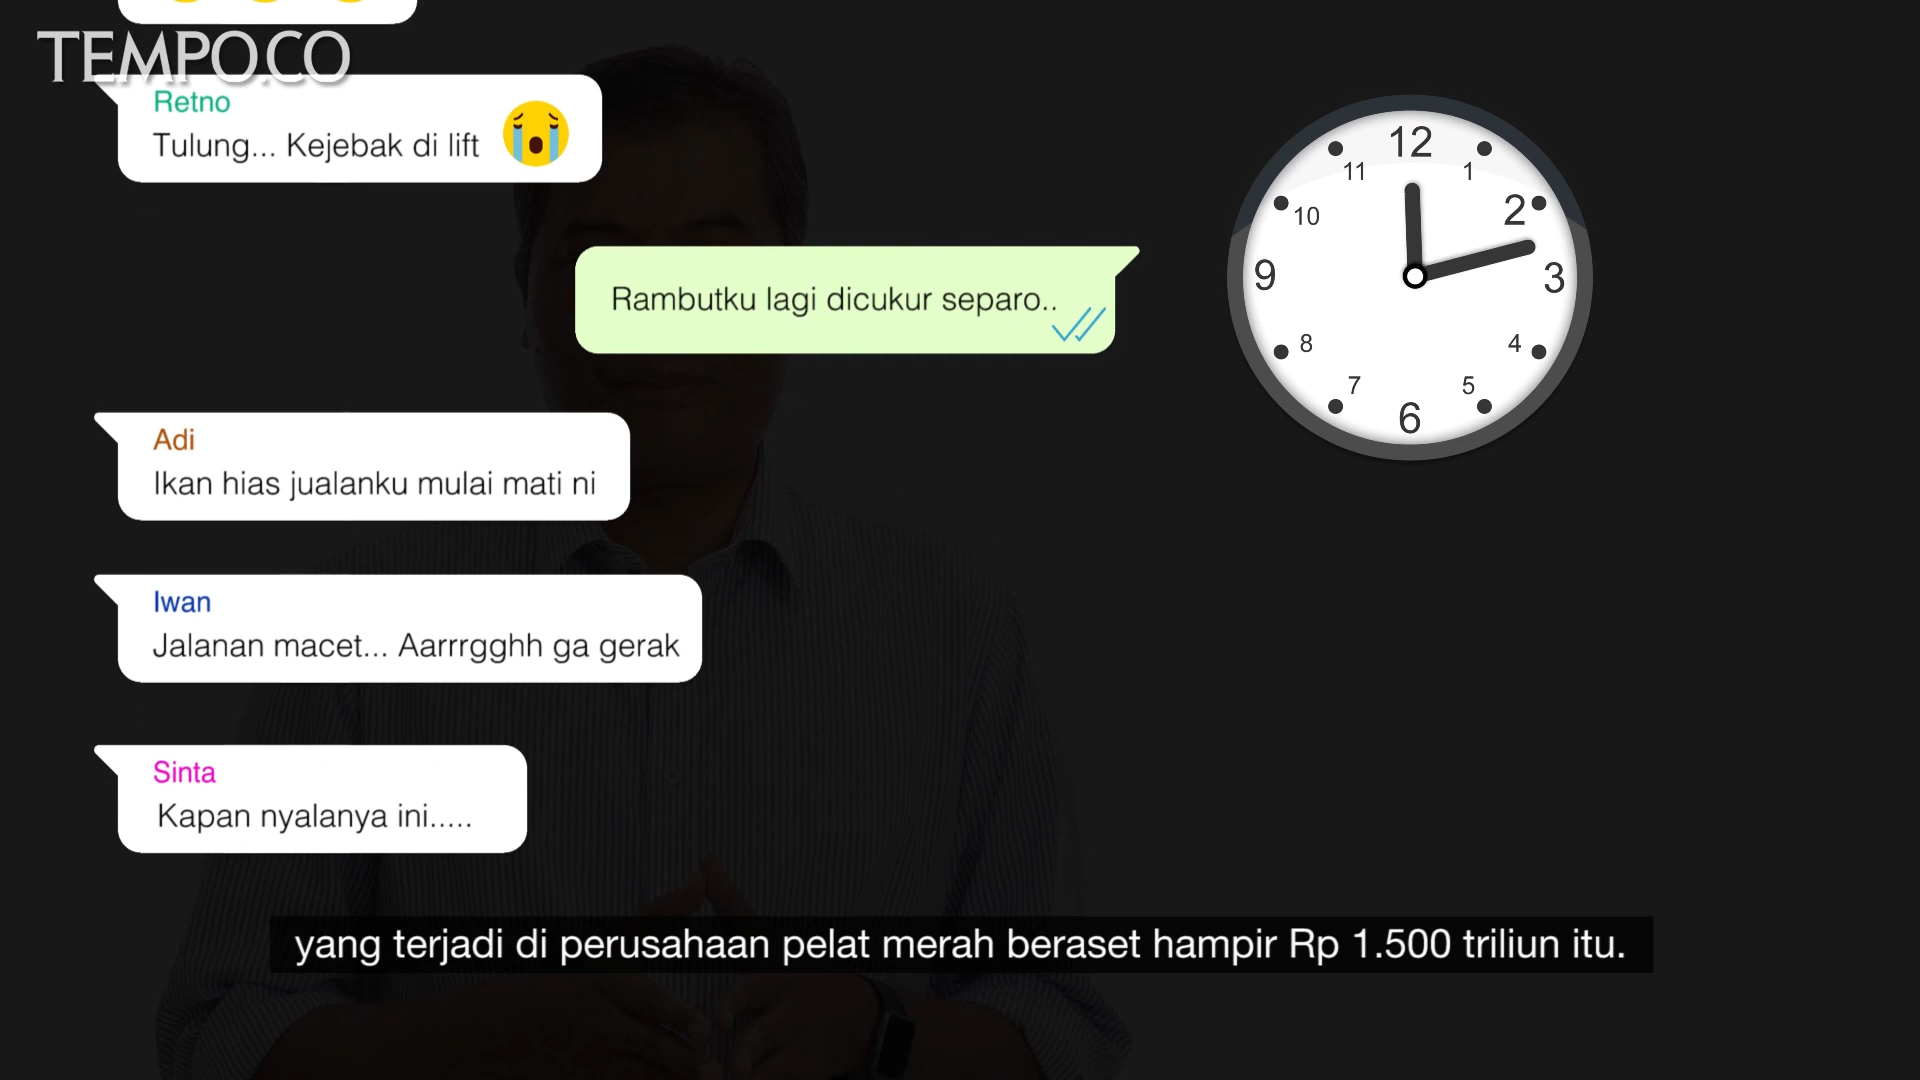 TEMPO.CO
Retno
Tulung... Kejebak di lift
Rambutku lagi dicukur separo..
Adi
Ikan hias jualanku mulai mati ni
Iwan
Jalanan macet... Aarrrgghh ga gerak
Sinta
Kapan nyalanya ini.....
12
11
1
10
2
9
3
8
4
7
5
6
yang terjadi di perusahaan pelat merah beraset hampir Rp 1.500 triliun itu.